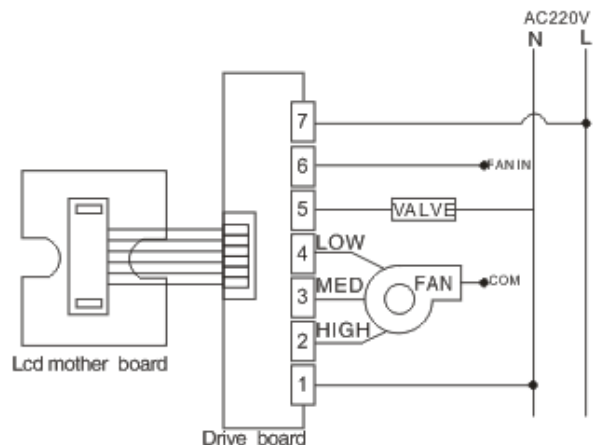 AC220V
N L
7
6 FAN IN
5 VALVE
4 LOW
3 MED FAN COM
2 HIGH
1
Lcd mother board
Drive board